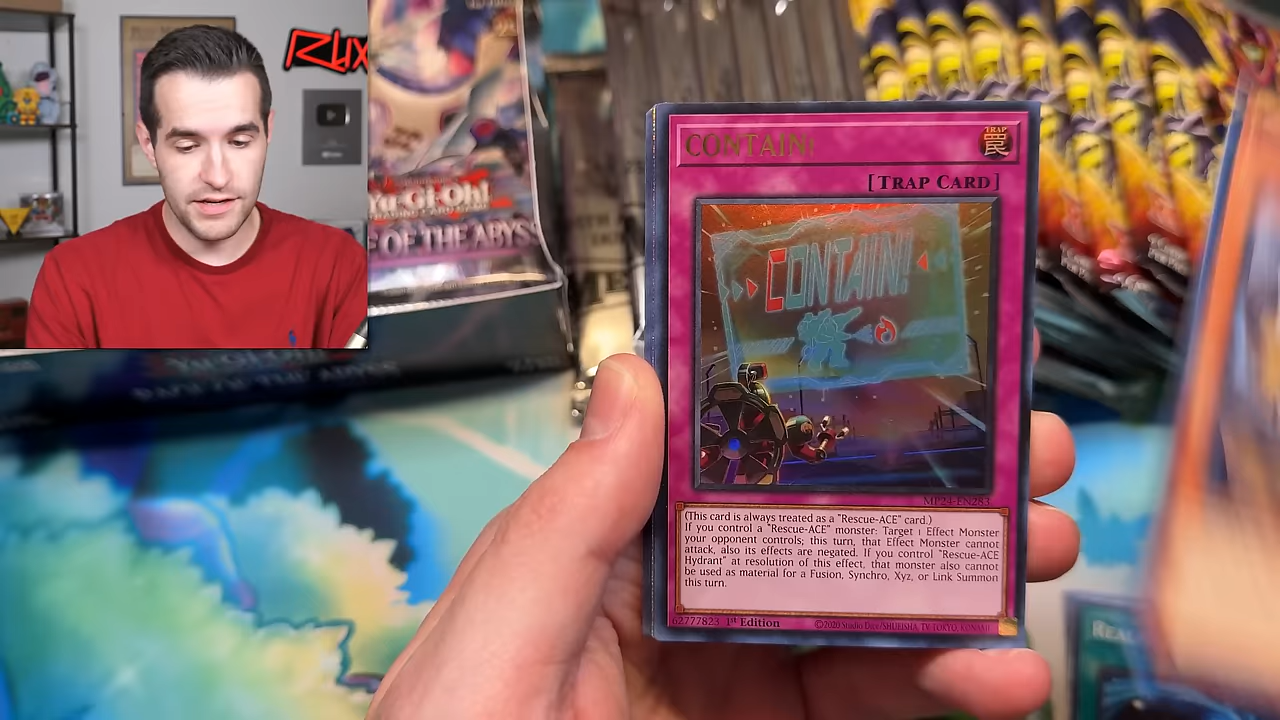 Yu-Gi-Oh!
OF THE ABYSS
CONTAIN!
TRAP
罠
[TRAP CARD]
CONTAIN!
MP24-EN283
(This card is always treated as a "Rescue-ACE" card.)
If you control a "Rescue-ACE" monster: Target 1 Effect Monster
your opponent controls; this turn, that Effect Monster cannot
attack, also its effects are negated. If you control "Rescue-ACE
Hydrant" at resolution of this effect, that monster also cannot
be used as material for a Fusion, Synchro, Xyz, or Link Summon
this turn.
62777823 1st Edition
©2020 Studio Dice/SHUEISHA, TV TOKYO, KONAMI